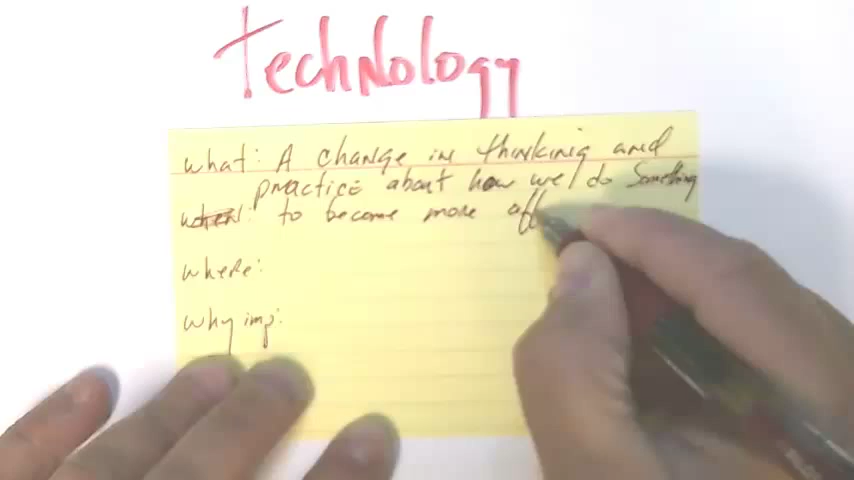 Technology
What: A change in thinking and
practice about how we do something
when: to become more eff
where:
Why imp: